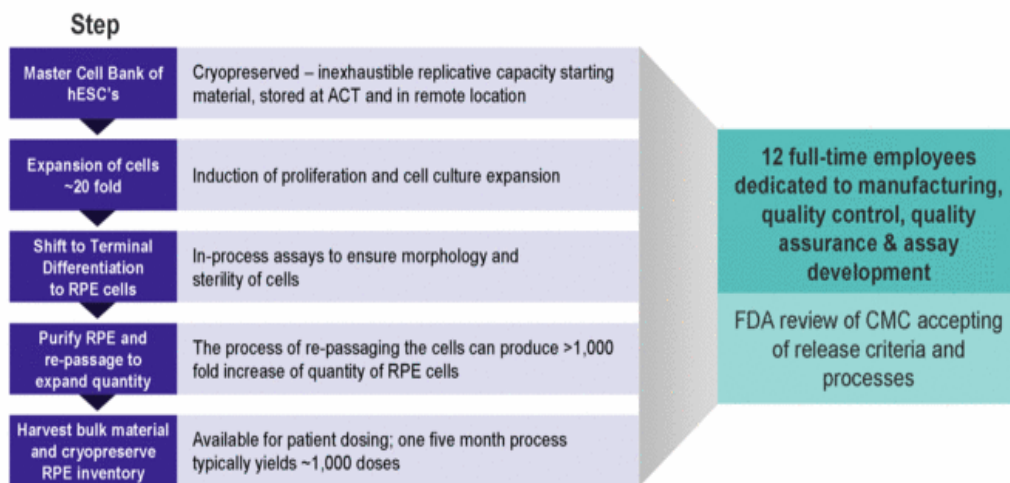 Step
Master Cell Bank of
hESC's
Cryopreserved – inexhaustible replicative capacity starting
material, stored at ACT and in remote location
Expansion of cells
~20 fold
Induction of proliferation and cell culture expansion
Shift to Terminal
Differentiation
to RPE cells
In-process assays to ensure morphology and
sterility of cells
Purify RPE and
re-passage to
expand quantity
The process of re-passaging the cells can produce >1,000
fold increase of quantity of RPE cells
Harvest bulk material
and cryopreserve
RPE inventory
Available for patient dosing; one five month process
typically yields ~1,000 doses
12 full-time employees
dedicated to manufacturing,
quality control, quality
assurance & assay
development
FDA review of CMC accepting
of release criteria and
processes